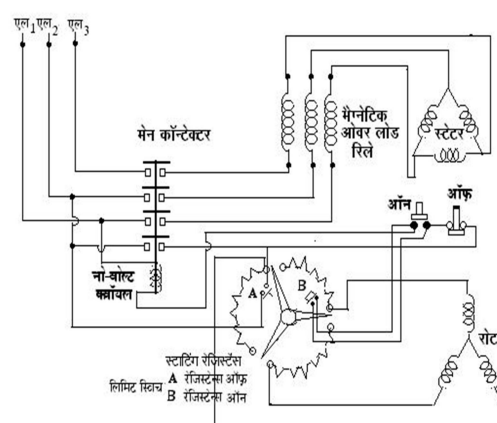 एल1 एल2 एल3
मेन कॉन्टेक्टर
मैग्नेटिक
ओवर लोड
रिले
स्टेटर
ऑन
ऑफ़
नो-वोल्ट
क्वॉयल
A
B
स्टाटिंग रेजिस्टेंस
लिमिट स्विच
A रेजिस्टेन्स ऑफ़
B रेजिस्टेन्स ऑन
रोट